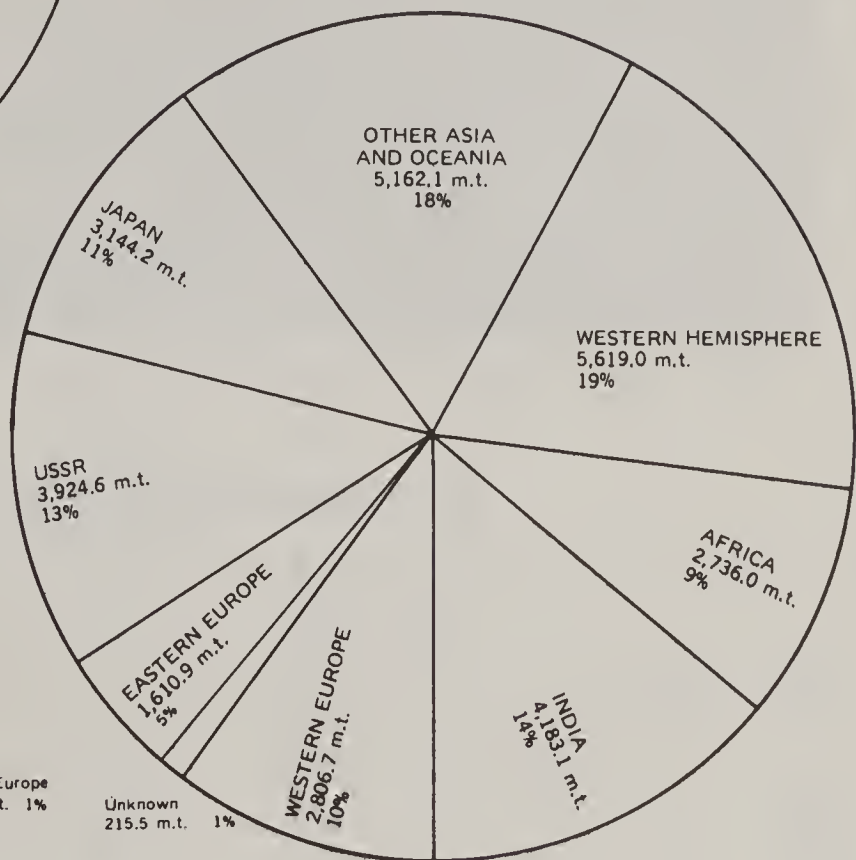 OTHER ASIA
AND OCEANIA
5,162.1 m.t.
18%
JAPAN
3,144.2 m.t.
11%
WESTERN HEMISPHERE
5,619.0 m.t.
19%
USSR
3,924.6 m.t.
13%
AFRICA
2,736.0 m.t.
9%
EASTERN EUROPE
1,610.9 m.t.
5%
WESTERN EUROPE
2,806.7 m.t.
10%
INDIA
4,183.1 m.t.
14%
Europe
t. 1%
Unknown
215.5 m.t. 1%